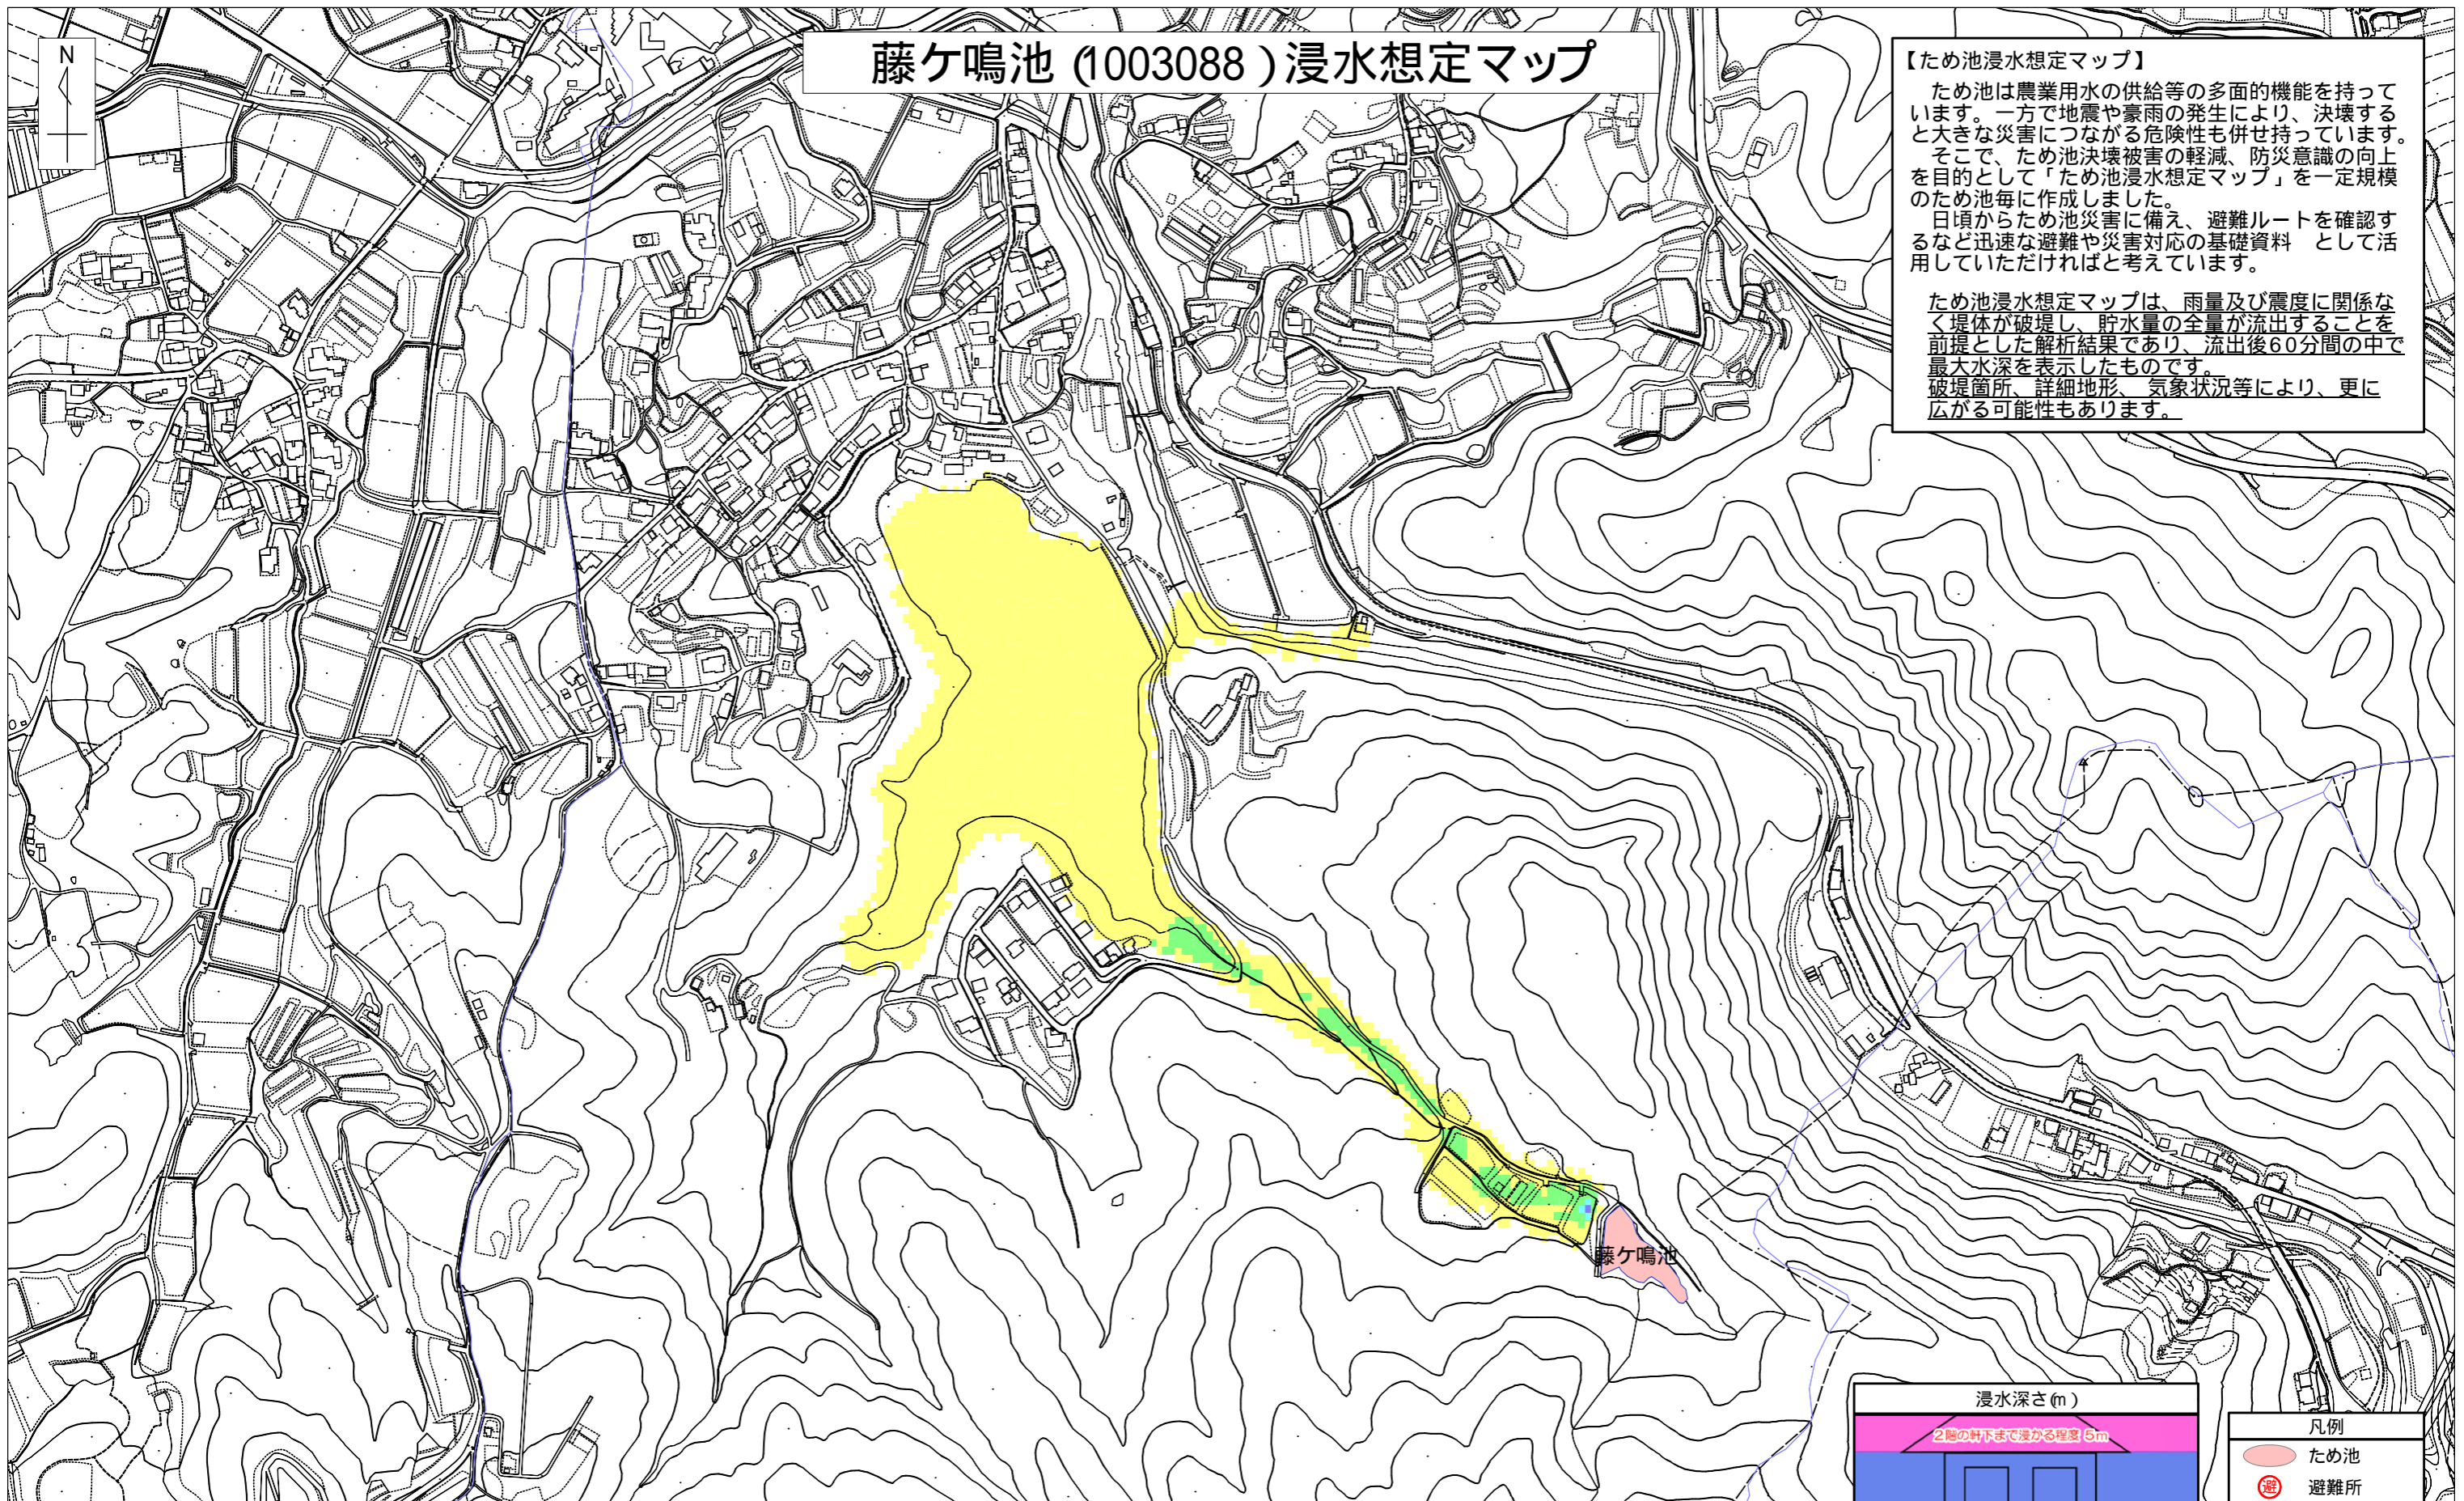 N
藤ケ鳴池 (1003088 ) 浸水想定マップ
【ため池浸水想定マップ】
ため池は農業用水の供給等の多面的機能を持って
います。一方で地震や豪雨の発生により、決壊する
と大きな災害につながる危険性も併せ持っています。
そこで、ため池決壊被害の軽減、防災意識の向上
を目的として「ため池浸水想定マップ」を一定規模
のため池毎に作成しました。
日頃からため池災害に備え、避難ルートを確認す
るなど迅速な避難や災害対応の基礎資料 として活
用していただければと考えています。
ため池浸水想定マップは、雨量及び震度に関係な
く堤体が破堤し、貯水量の全量が流出することを
前提とした解析結果であり、流出後60分間の中で
最大水深を表示したものです。
破堤箇所、詳細地形、 気象状況等により、更に
広がる可能性もあります。
藤ケ鳴池
浸水深さ(m )
2階の軒下まで浸かる程度 5m
凡例
ため池
避 避難所